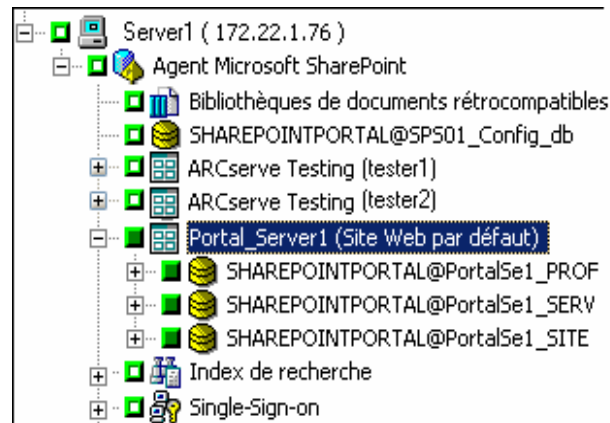 Server1 ( 172.22.1.76 )
Agent Microsoft SharePoint
Bibliothèques de documents rétrocompatibles
SHAREPOINTPORTAL@SPS01_Config_db
ARCserve Testing (tester1)
ARCserve Testing (tester2)
Portal_Server1 (Site Web par défaut)
SHAREPOINTPORTAL@PortalSe1_PROF
SHAREPOINTPORTAL@PortalSe1_SERV
SHAREPOINTPORTAL@PortalSe1_SITE
Index de recherche
Single-Sign-on